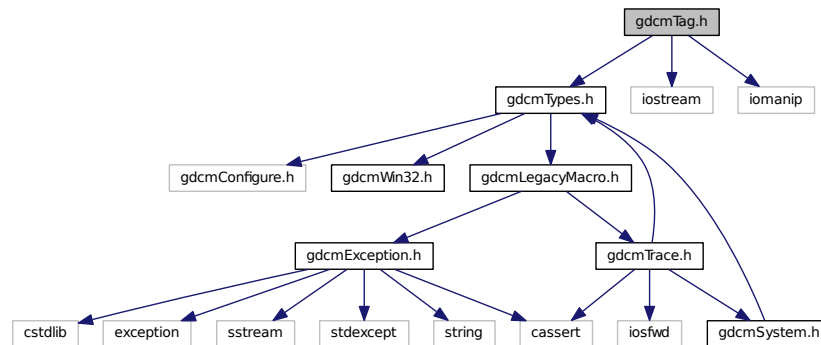 gdcmTag.h
gdcmTypes.h
iostream
iomanip
gdcmConfigure.h
gdcmWin32.h
gdcmLegacyMacro.h
gdcmException.h
gdcmTrace.h
cstdlib
exception
sstream
stdexcept
string
cassert
iosfwd
gdcmSystem.h